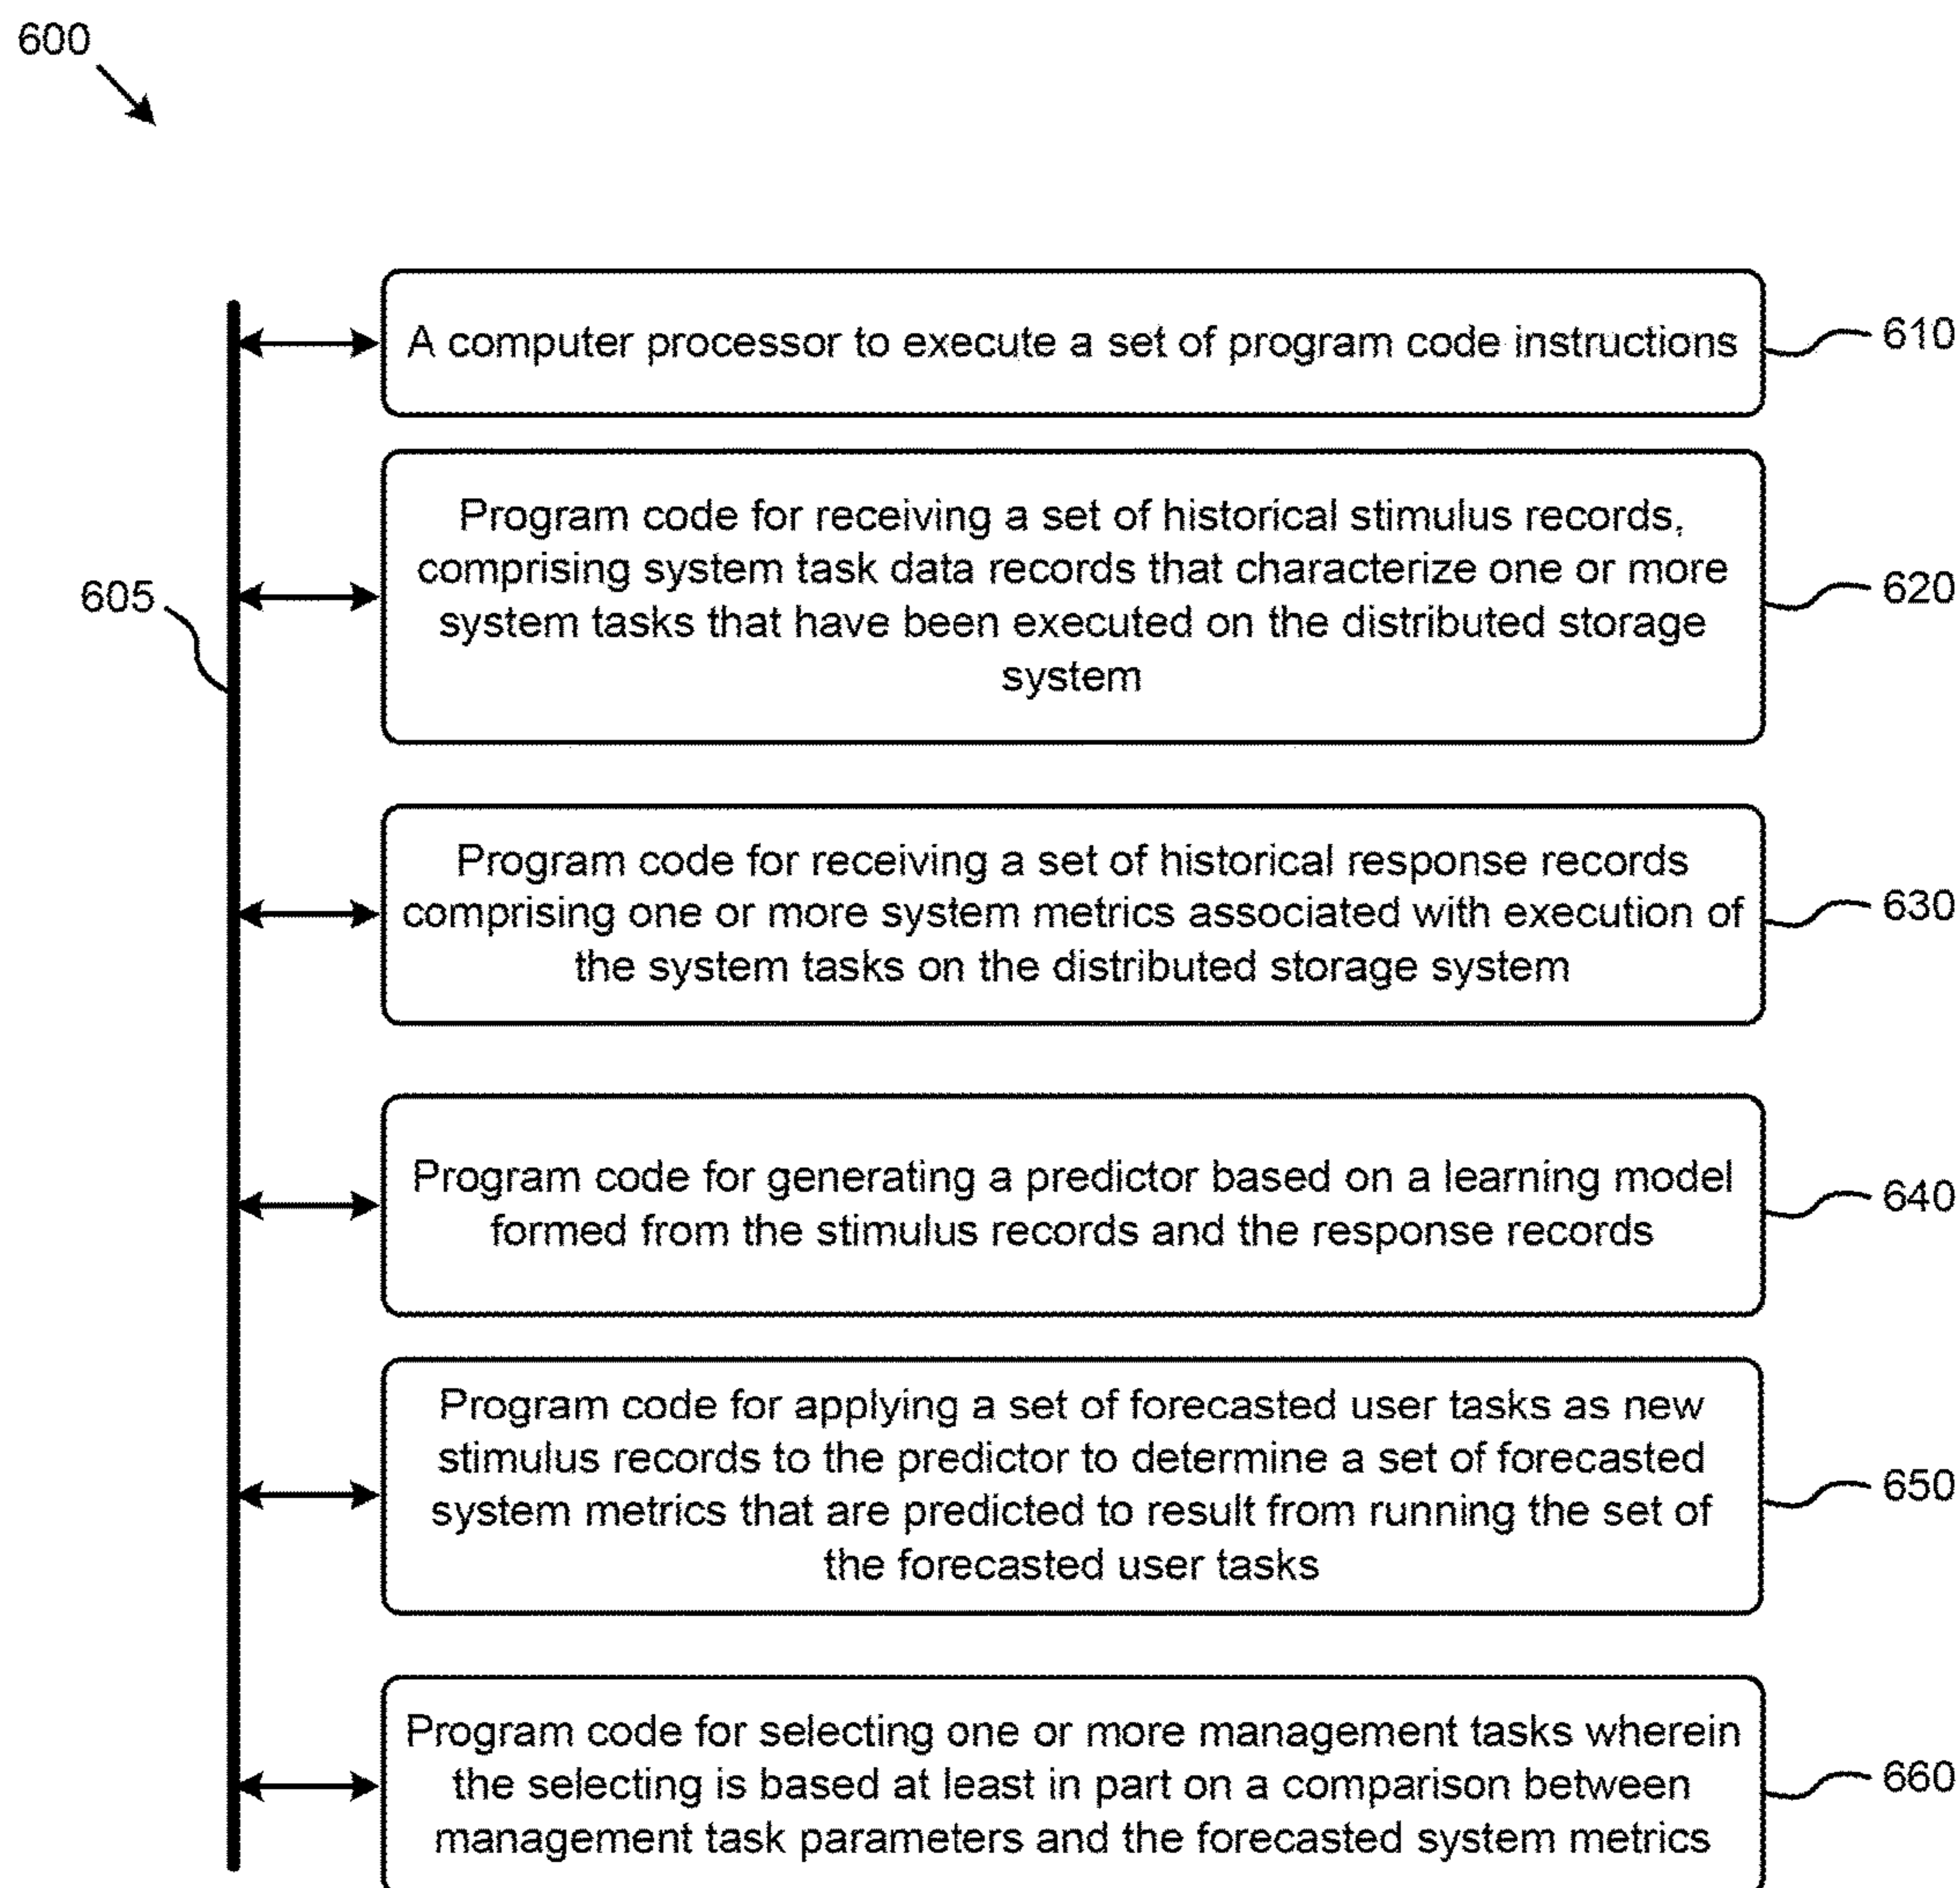 600
A computer processor to execute a set of program code instructions
610
Program code for receiving a set of historical stimulus records,
comprising system task data records that characterize one or more
system tasks that have been executed on the distributed storage
system
620
605
Program code for receiving a set of historical response records
comprising one or more system metrics associated with execution of
the system tasks on the distributed storage system
630
Program code for generating a predictor based on a learning model
formed from the stimulus records and the response records
640
Program code for applying a set of forecasted user tasks as new
stimulus records to the predictor to determine a set of forecasted
system metrics that are predicted to result from running the set of
the forecasted user tasks
650
Program code for selecting one or more management tasks wherein
the selecting is based at least in part on a comparison between
management task parameters and the forecasted system metrics
660